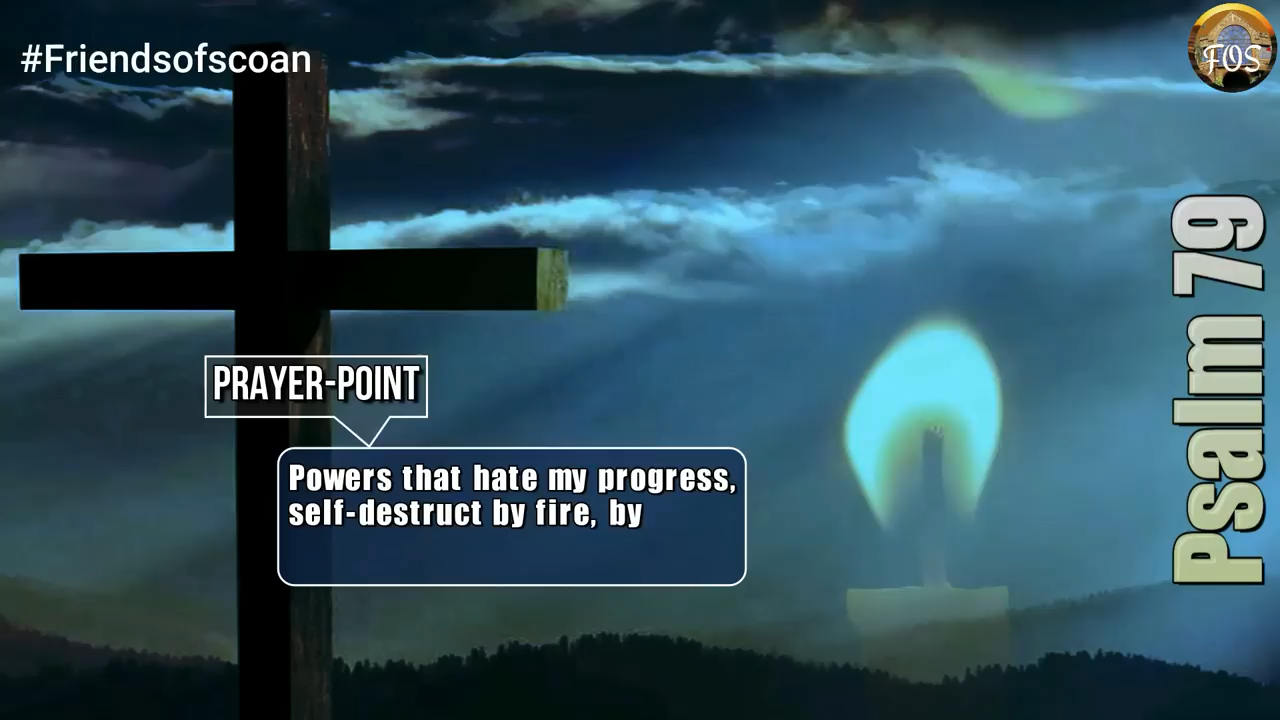 #Friendsofscoan
FOS
Psalm 79
PRAYER-POINT
Powers that hate my progress,
self-destruct by fire, by